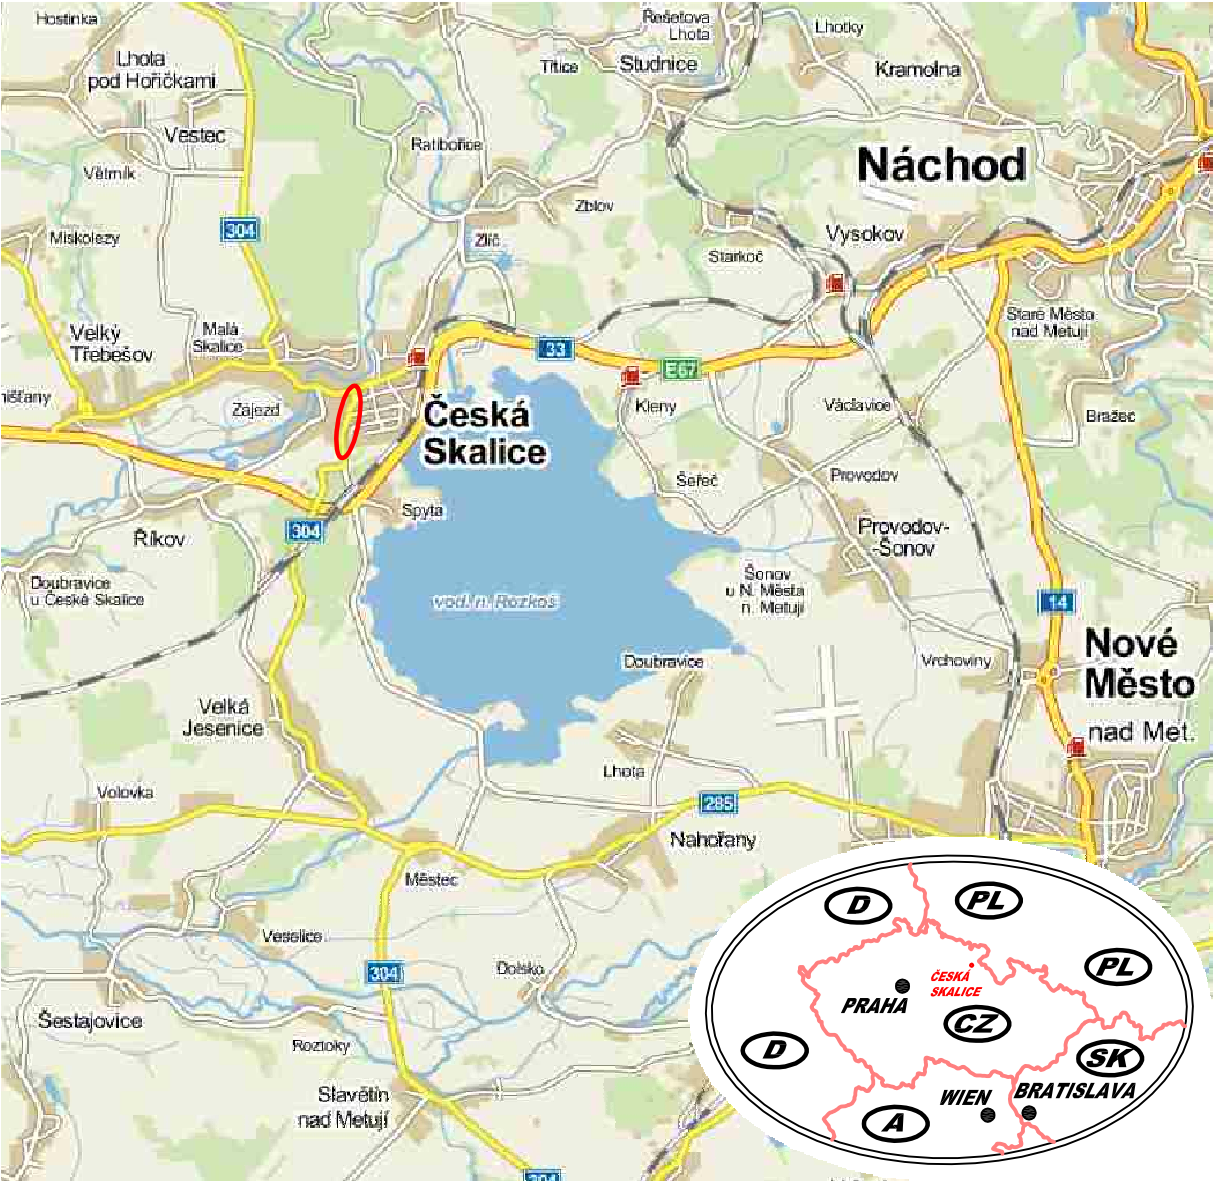 Hostinka
Řešetova
Lhota
Lhotky
Lhota
pod Hořičkami
Třtice
Studnice
Kramolna
Vestec
Ratibořice
Větrník
Náchod
Zblov
304
Miskolezy
Zlíč
Vysokov
Starkoč
Velký
Třebešov
Malá
Skalice
Staré Město
nad Metují
33
E67
Zájezd
Česká
Skalice
Kleny
Václavice
Bražec
Šeřeč
Provodov
Spyta
304
Říkov
Provodov-
-Šonov
Doubravice
u České Skalice
vod. n. Rozkoš
Šonov
u N. Města
n. Metují
14
Doubravice
Vrchoviny
Nové
Město
nad Met.
Velká
Jesenice
Lhota
Volovka
285
Nahořany
Městec
D
PL
Veselice
304
Dolsko
ČESKÁ
SKALICE
PL
PRAHA
CZ
Šestajovice
Roztoky
D
SK
Slavětín
nad Metují
WIEN
BRATISLAVA
A
304